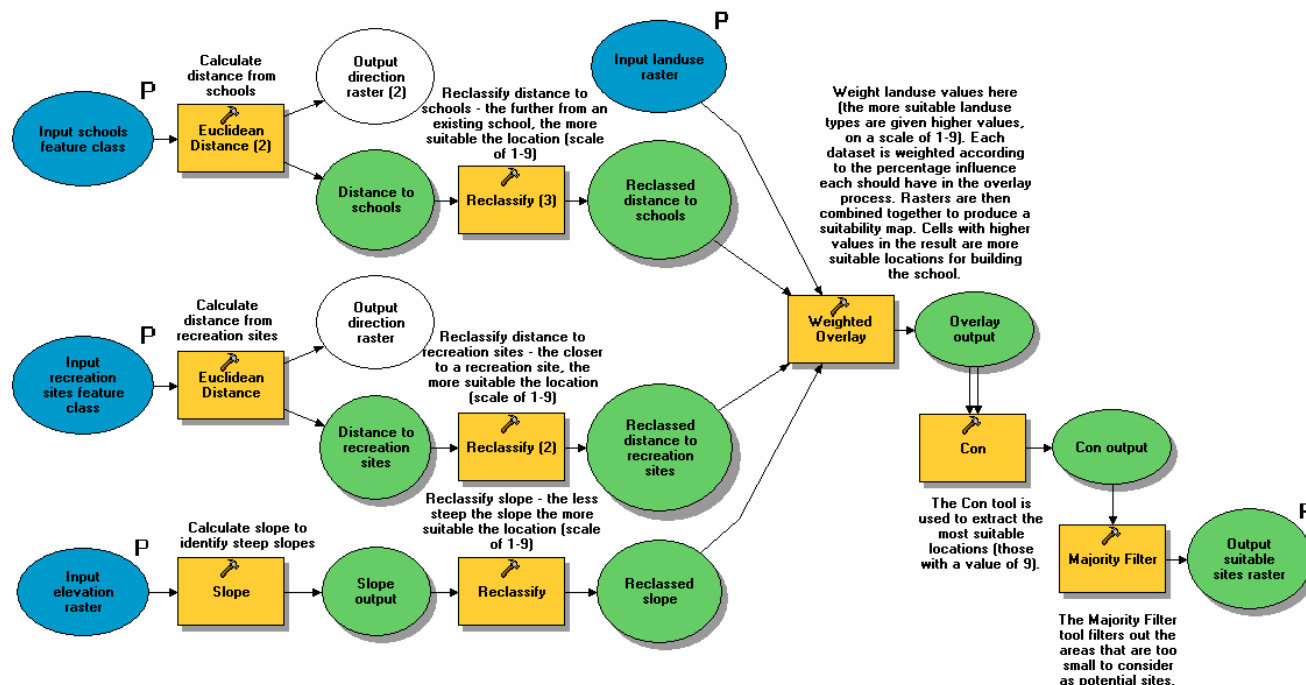 P
Input schools
feature class
Calculate
distance from
schools
Euclidean
Distance (2)
Output
direction
raster (2)
Distance to
schools
Reclassify distance to
schools - the further from an
existing school, the more
suitable the location (scale
of 1-9)
Reclassify (3)
Reclassed
distance to
schools
P
Input landuse
raster
Weight landuse values here
(the more suitable landuse
types are given higher values,
on a scale of 1-9). Each
dataset is weighted according
to the percentage influence
each should have in the overlay
process. Rasters are then
combined together to produce a
suitability map. Cells with higher
values in the result are more
suitable locations for building
the school.
P
Input
recreation
sites feature
class
Calculate
distance from
recreation sites
Euclidean
Distance
Output
direction
raster
Distance to
recreation
sites
Reclassify distance to
recreation sites - the closer
to a recreation site, the
more suitable the location
(scale of 1-9)
Reclassify (2)
Reclassed
distance to
recreation
sites
Weighted
Overlay
Overlay
output
Con
Con output
The Con tool is
used to extract the
most suitable
locations (those
with a value of 9).
Majority Filter
P
Output
suitable
sites raster
The Majority Filter
tool filters out the
areas that are too
small to consider
as potential sites.
P
Input
elevation
raster
Calculate slope to
identify steep slopes
Slope
Slope
output
Reclassify slope - the less
steep the slope the more
suitable the location (scale
of 1-9)
Reclassify
Reclassed
slope